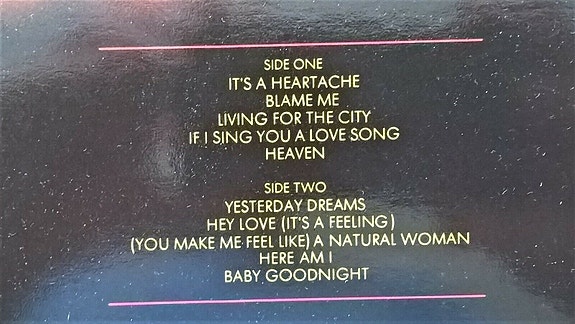 SIDE ONE
IT'S A HEARTACHE
BLAME ME
LIVING FOR THE CITY
IF I SING YOU A LOVE SONG
HEAVEN
SIDE TWO
YESTERDAY DREAMS
HEY LOVE (IT'S A FEELING)
(YOU MAKE ME FEEL LIKE) A NATURAL WOMAN
HERE AM I
BABY GOODNIGHT